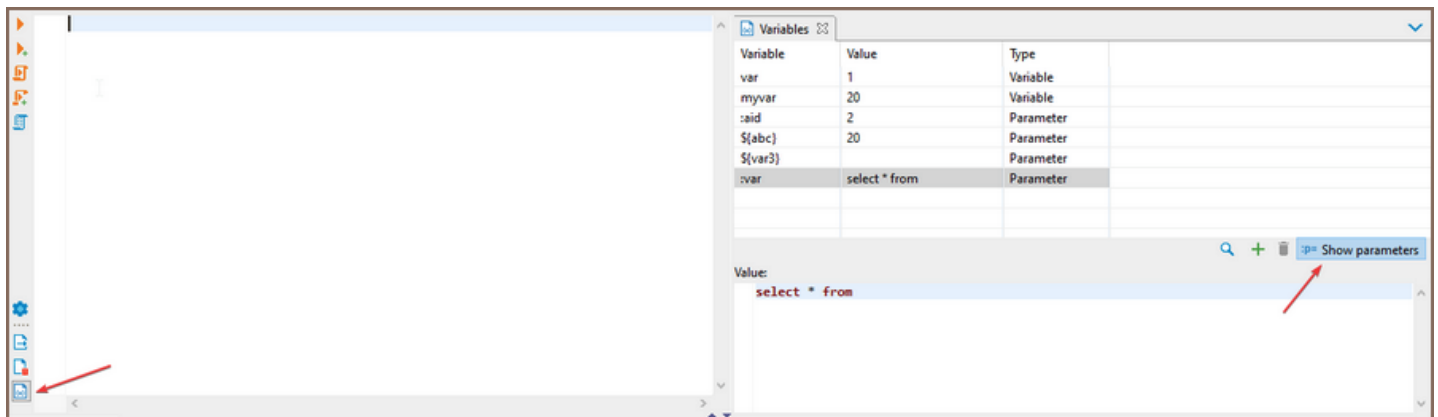 Variables
Variable Value Type
var 1 Variable
myvar 20 Variable
:aid 2 Parameter
${abc} 20 Parameter
${var3} Parameter
:var select * from Parameter
:p= Show parameters
Value:
select * from